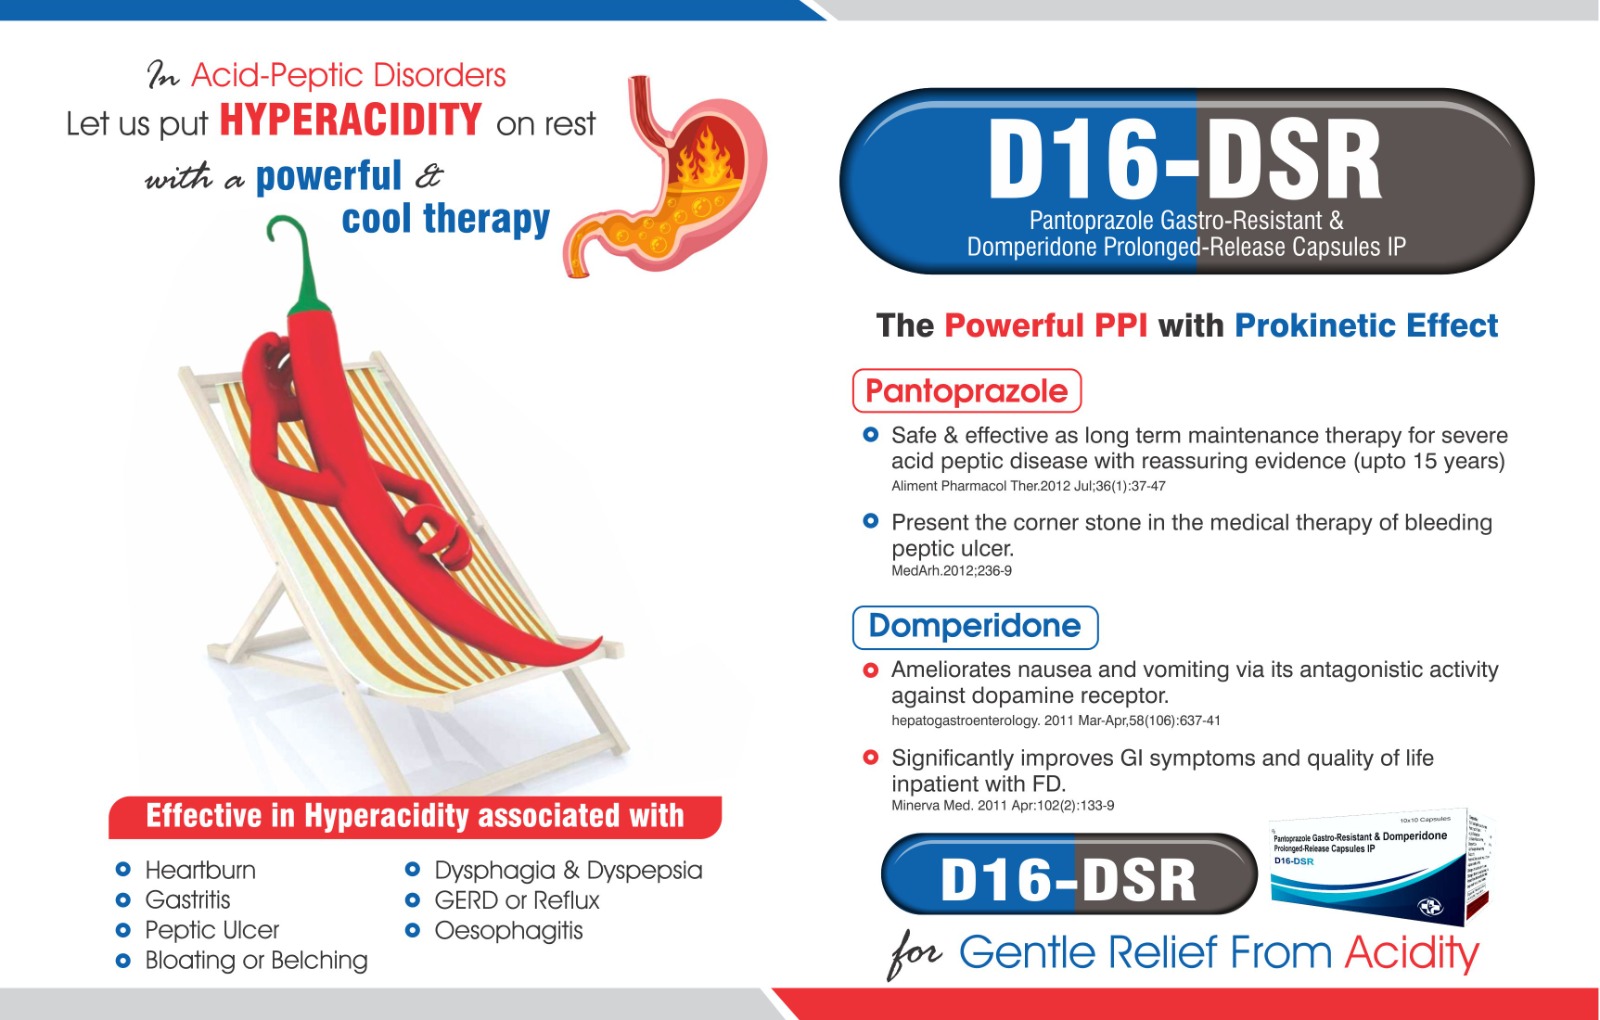 In Acid-Peptic Disorders
Let us put HYPERACIDITY on rest
with a powerful &
cool therapy
Effective in Hyperacidity associated with
Heartburn
Gastritis
Peptic Ulcer
Bloating or Belching
Dysphagia & Dyspepsia
GERD or Reflux
Oesophagitis
D16-DSR
Pantoprazole Gastro-Resistant &
Domperidone Prolonged-Release Capsules IP
The Powerful PPI with Prokinetic Effect
Pantoprazole
Safe & effective as long term maintenance therapy for severe
acid peptic disease with reassuring evidence (upto 15 years)
Aliment Pharmacol Ther.2012 Jul;36(1):37-47
Present the corner stone in the medical therapy of bleeding
peptic ulcer.
MedArh.2012;236-9
Domperidone
Ameliorates nausea and vomiting via its antagonistic activity
against dopamine receptor.
hepatogastroenterology. 2011 Mar-Apr,58(106):637-41
Significantly improves GI symptoms and quality of life
inpatient with FD.
Minerva Med. 2011 Apr:102(2):133-9
D16-DSR
10x10 Capsules
Pantoprazole Gastro-Resistant & Domperidone
Prolonged-Release Capsules IP
D16-DSR
for Gentle Relief From Acidity